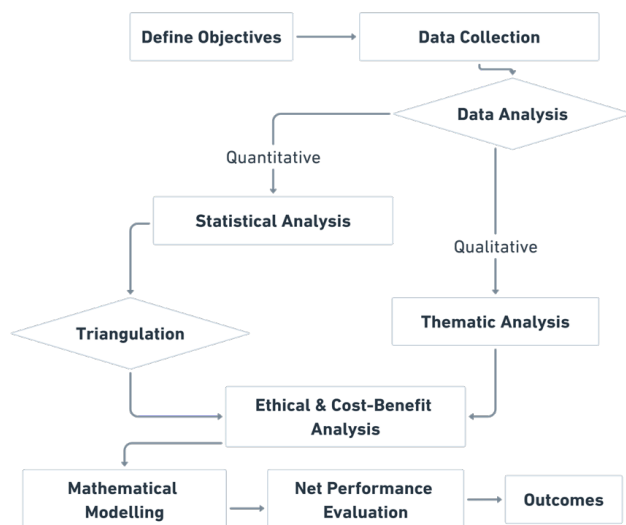 Define Objectives
Data Collection
Data Analysis
Quantitative
Statistical Analysis
Qualitative
Triangulation
Thematic Analysis
Ethical & Cost-Benefit
Analysis
Mathematical
Modelling
Net Performance
Evaluation
Outcomes